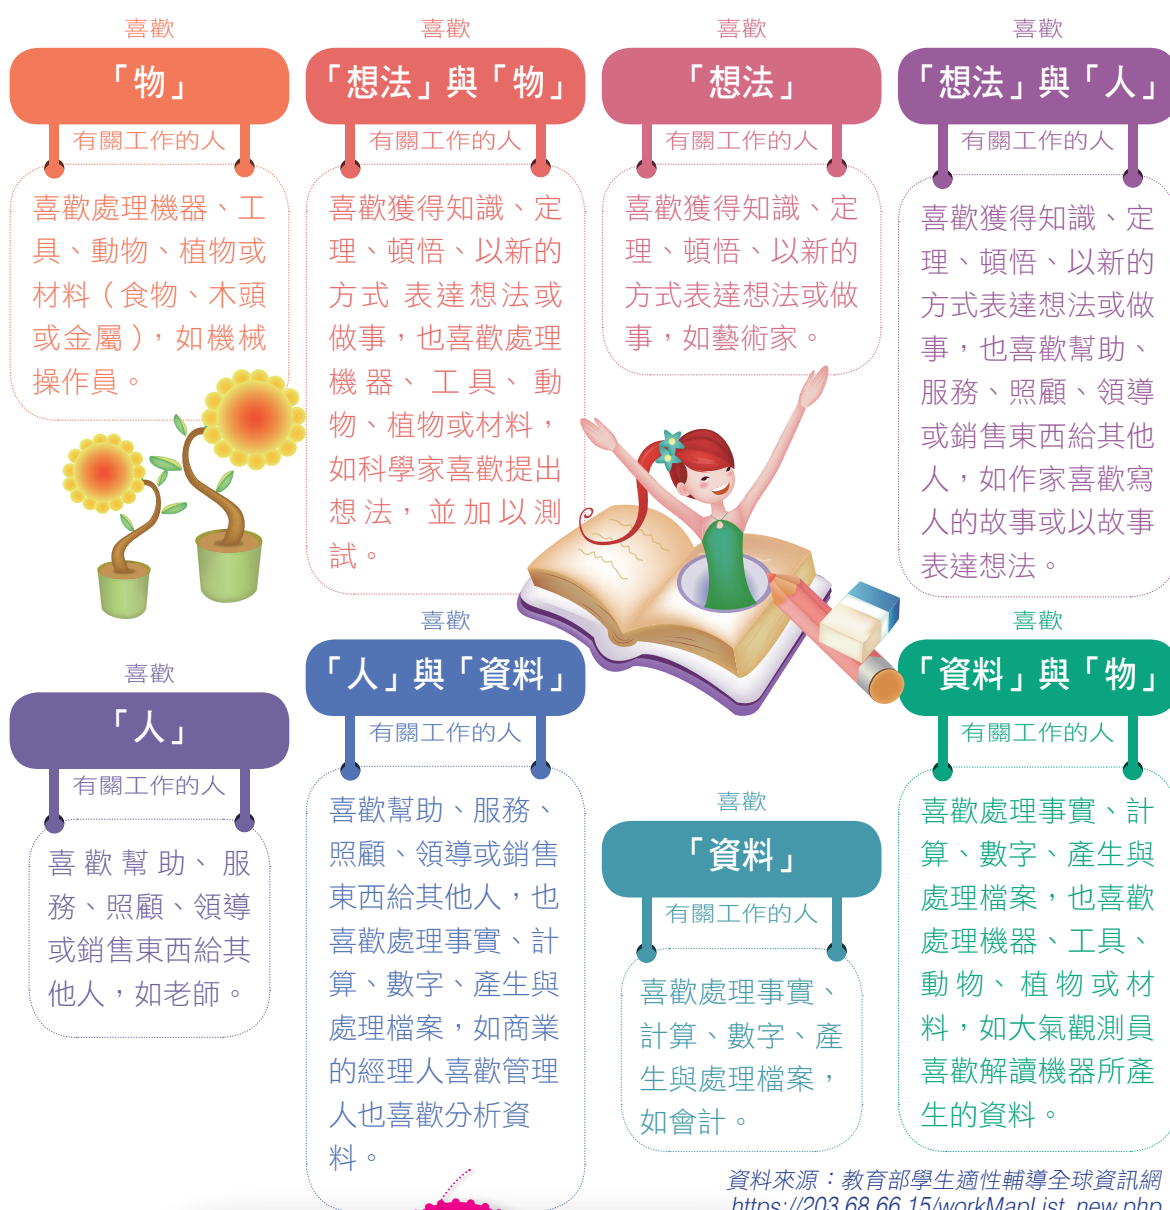 喜歡
「物」
有關工作的人
喜歡處理機器、工
具、動物、植物或
材料（食物、木頭
或金屬），如機械
操作員。
喜歡
「想法」與「物」
有關工作的人
喜歡獲得知識、定
理、頓悟、以新的
方式 表達想法或
做事，也喜歡處理
機器、工具、動
物、植物或材料，
如科學家喜歡提出
想法，並加以測
試。
喜歡
「想法」
有關工作的人
喜歡獲得知識、定
理、頓悟、以新的
方式表達想法或做
事，如藝術家。
喜歡
「想法」與「人」
有關工作的人
喜歡獲得知識、定
理、頓悟、以新的
方式表達想法或做
事，也喜歡幫助、
服務、照顧、領導
或銷售東西給其他
人，如作家喜歡寫
人的故事或以故事
表達想法。
喜歡
「人」
有關工作的人
喜歡幫助、服
務、照顧、領導
或銷售東西給其
他人，如老師。
喜歡
「人」與「資料」
有關工作的人
喜歡幫助、服務、
照顧、領導或銷售
東西給其他人，也
喜歡處理事實、計
算、數字、產生與
處理檔案，如商業
的經理人喜歡管理
人也喜歡分析資
料。
喜歡
「資料」
有關工作的人
喜歡處理事實、
計算、數字、產
生與處理檔案，
如會計。
喜歡
「資料」與「物」
有關工作的人
喜歡處理事實、計
算、數字、產生與
處理檔案，也喜歡
處理機器、工具、
動物、植物或材
料，如大氣觀測員
喜歡解讀機器所產
生的資料。
資料來源：教育部學生適性輔導全球資訊網
https://203.68.66.15/workMapList_new.php